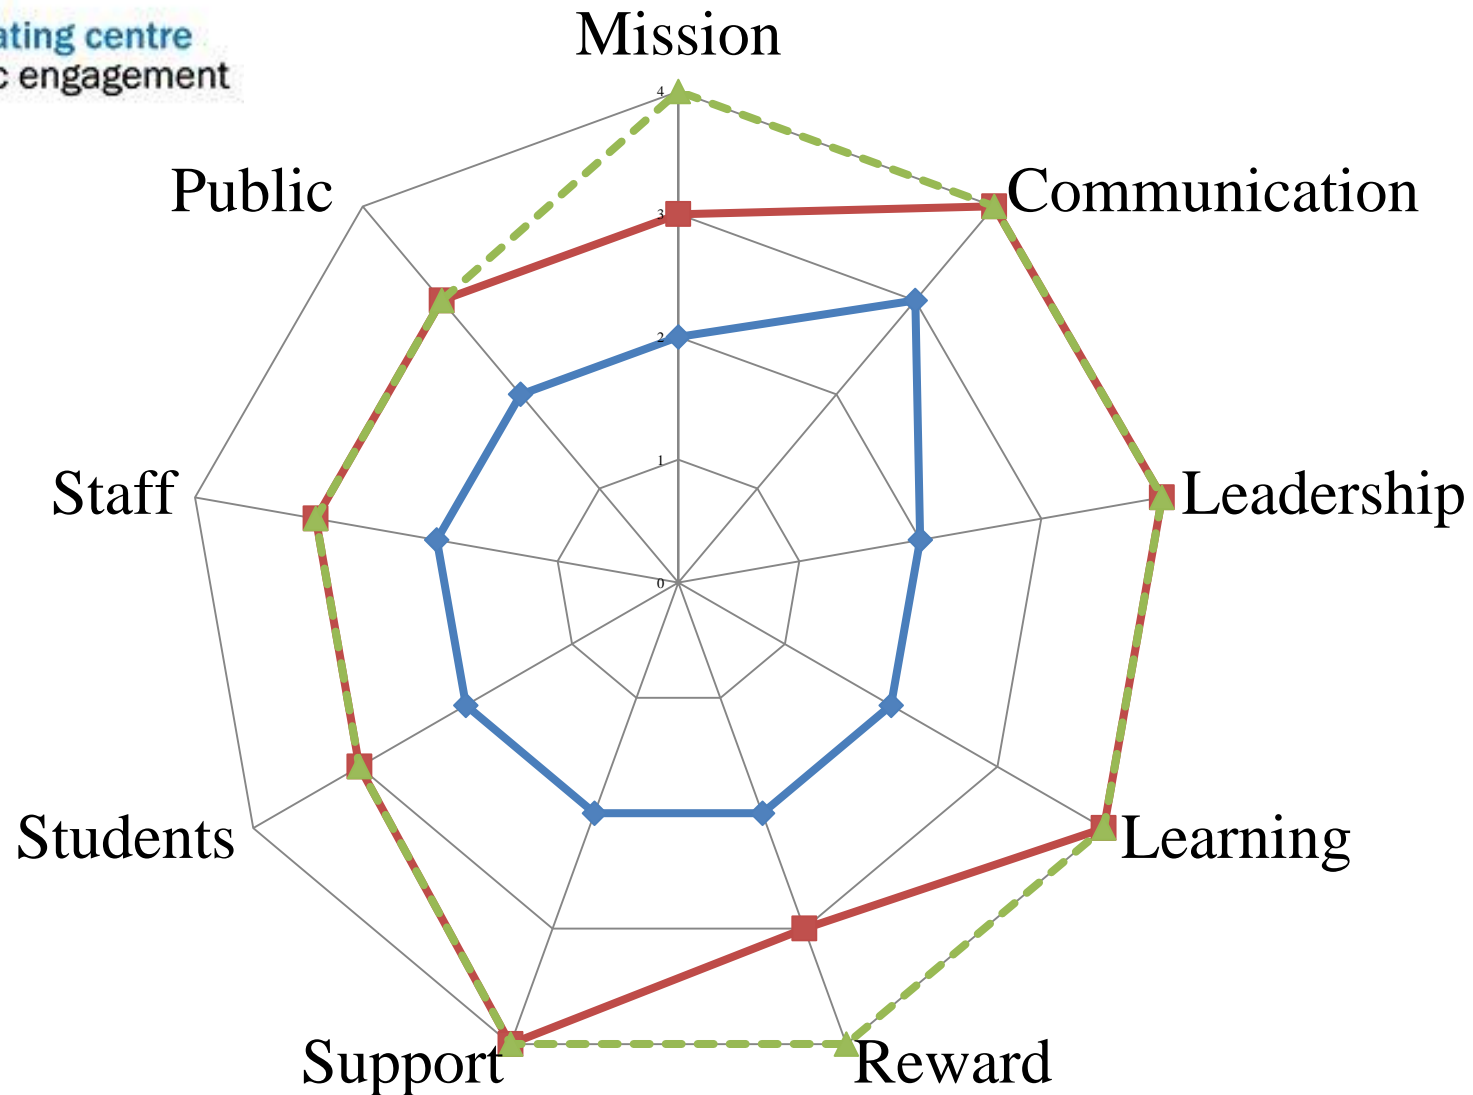 ating centre
c engagement
Mission
Communication
Leadership
Learning
Reward
Support
Students
Staff
Public
4
3
2
1
0